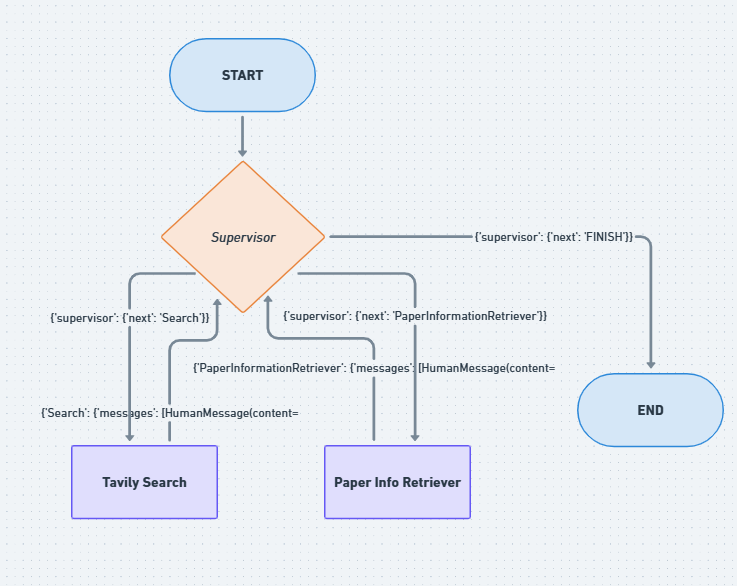 START
Supervisor
{'supervisor': {'next': 'FINISH'}}
{'supervisor': {'next': 'Search'}}
{'supervisor': {'next': 'PaperInformationRetriever'}}
{'PaperInformationRetriever': {'messages': [HumanMessage(content=
{'Search': {'messages': [HumanMessage(content=
END
Tavily Search
Paper Info Retriever